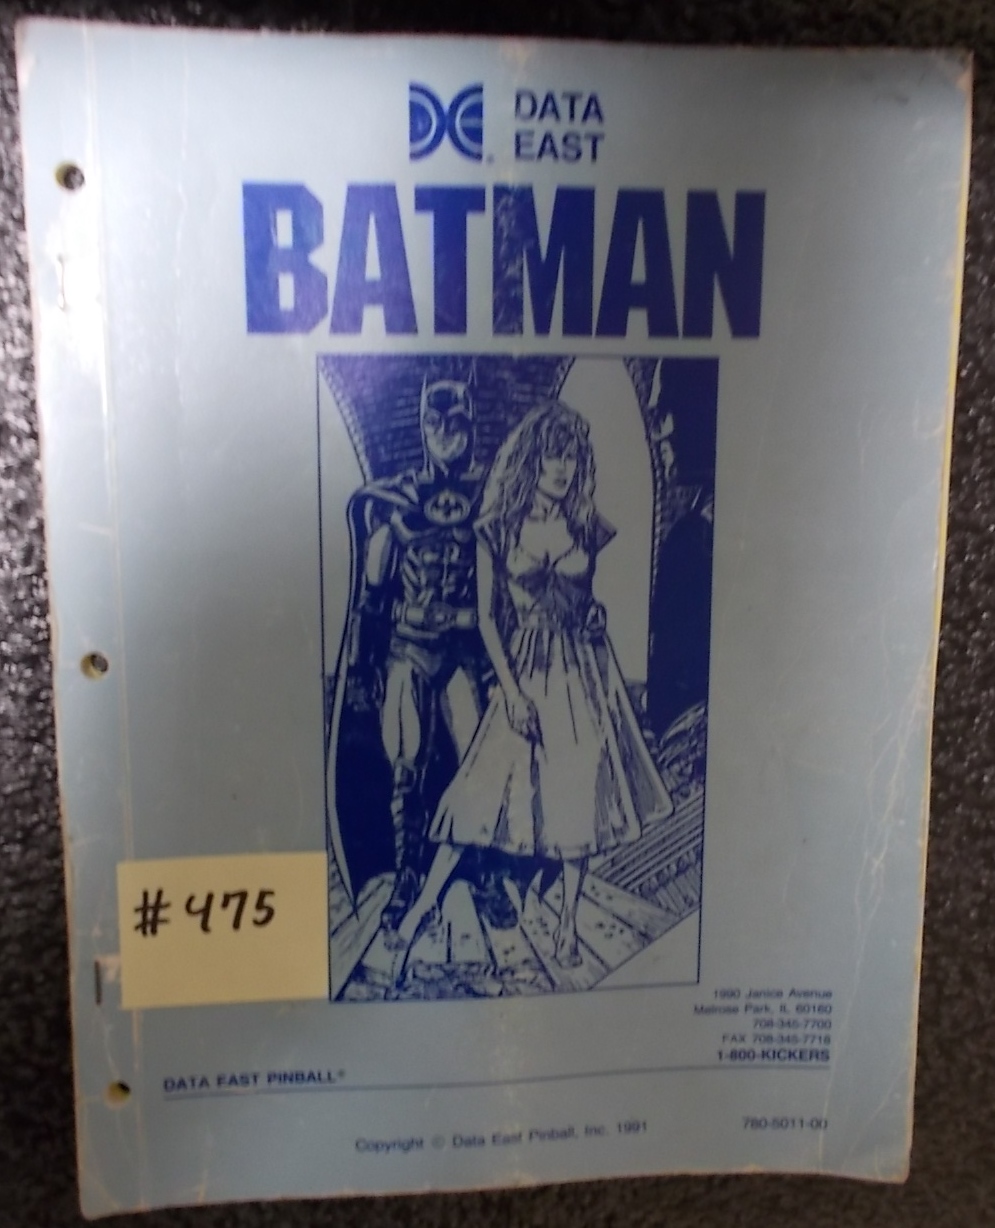 DATA
EAST
BATMAN
# 475
1990 Janice Avenue
Melrose Park, IL 60160
708-345-7700
FAX 708-345-7718
1-800-KICKERS
DATA EAST PINBALL®
Copyright © Data East Pinball, Inc. 1991
780-5011-00